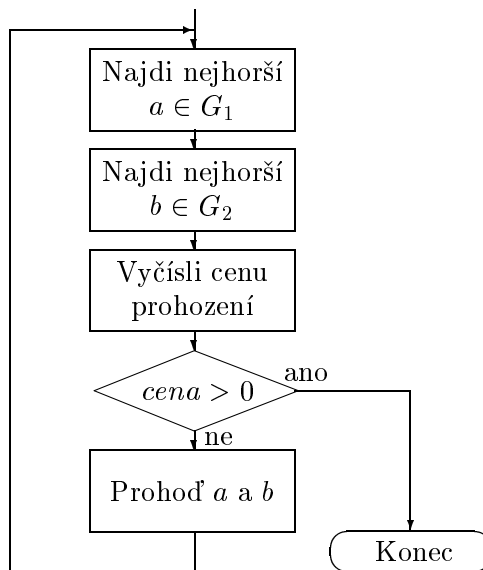 Najdi nejhorší
a ∈ G₁
Najdi nejhorší
b ∈ G₂
Vyčísli cenu
prohození
cena > 0
ano
ne
Prohoď a a b
Konec